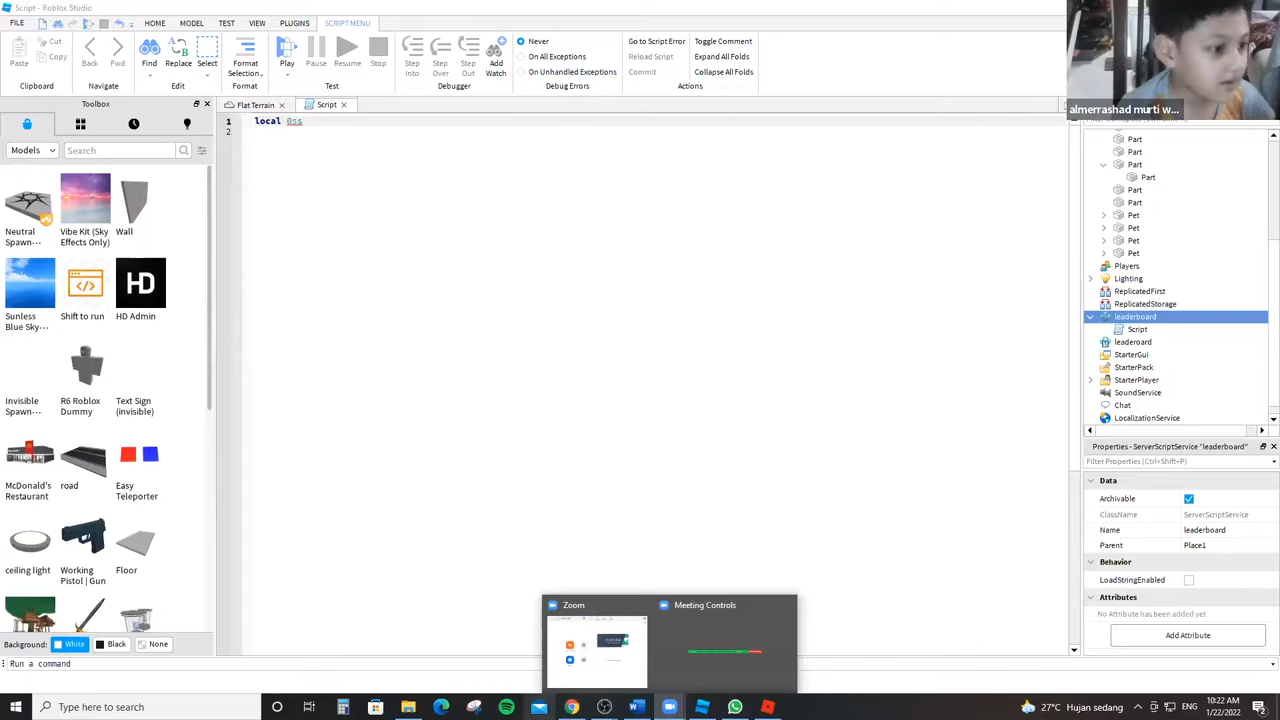 Script - Roblox Studio
FILE
HOME
MODEL
TEST
VIEW
PLUGINS
SCRIPT MENU
Paste
Cut
Copy
Clipboard
Back
Fwd
Navigate
Find
Replace
Select
Edit
Format
Selection
Format
Play
Pause
Resume
Stop
Test
Step
Into
Step
Over
Step
Out
Add
Watch
Debugger
Never
On All Exceptions
On Unhandled Exceptions
Debug Errors
Go to Script Error
Reload Script
Commit
Toggle Comment
Expand All Folds
Collapse All Folds
Actions
almerrashad murti w...
Toolbox
Flat Terrain
Script
Models
Search
Neutral
Spawn...
Vibe Kit (Sky
Effects Only)
Wall
Sunless
Blue Sky...
Shift to run
HD
HD Admin
Invisible
Spawn...
R6 Roblox
Dummy
Text Sign
(invisible)
McDonald's
Restaurant
road
Easy
Teleporter
ceiling light
Working
Pistol | Gun
Floor
Background:
White
Black
None
Run a command
1 local 0ss
2
Part
Part
Part
Part
Part
Part
Pet
Pet
Pet
Pet
Players
Lighting
ReplicatedFirst
ReplicatedStorage
leaderboard
Script
leaderoard
StarterGui
StarterPack
StarterPlayer
SoundService
Chat
LocalizationService
Properties - ServerScriptService "leaderboard"
Filter Properties (Ctrl+Shift+P)
Data
Archivable
ClassName ServerScriptService
Name leaderboard
Parent Place1
Behavior
LoadStringEnabled
Attributes
No Attribute has been added yet
Add Attribute
Zoom
Meeting Controls
Type here to search
27°C Hujan sedang
10:22 AM
1/22/2022